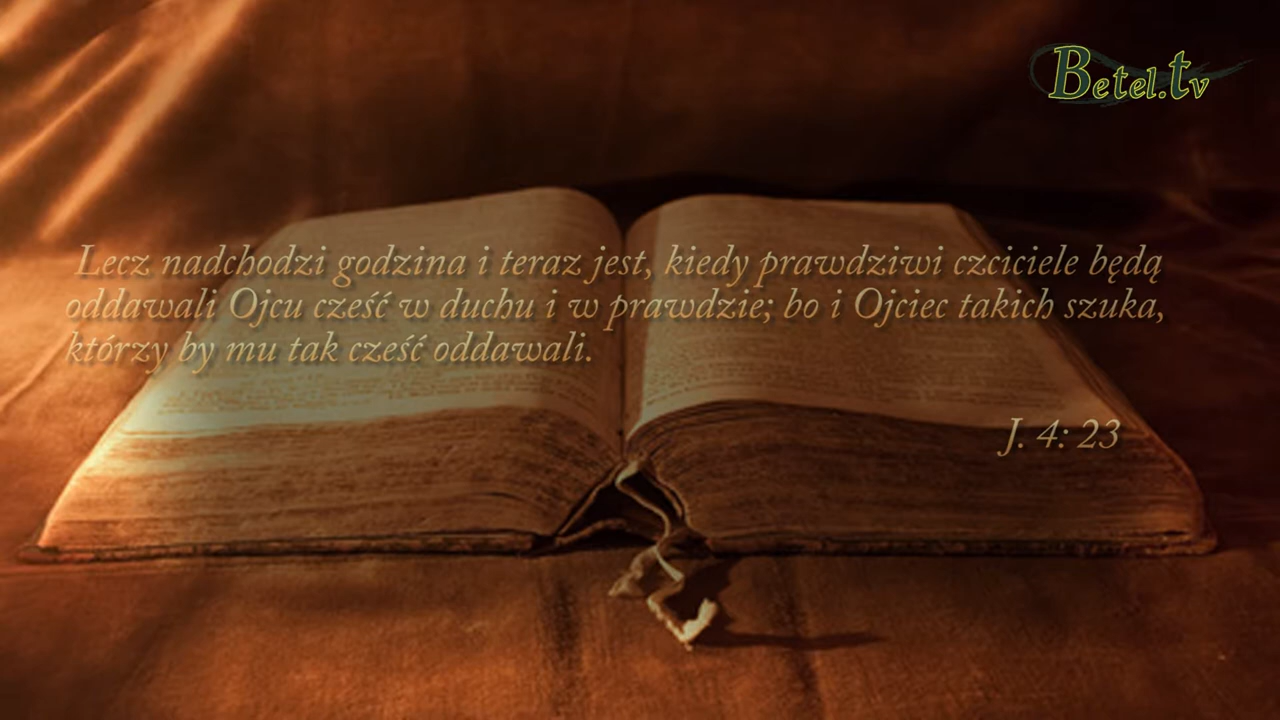 Betel.tv
Lecz nadchodzi godzina i teraz jest, kiedy prawdziwi czciciele będą
oddawali Ojcu cześć w duchu i w prawdzie; bo i Ojciec takich szuka,
którzy by mu tak cześć oddawali.
J. 4: 23